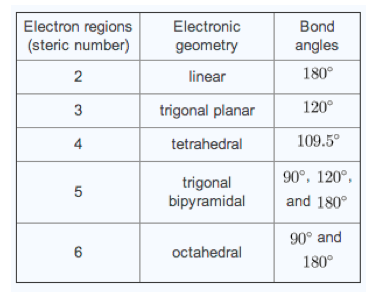 Electron regions (steric number) Electronic geometry Bond angles
2 linear 180°
3 trigonal planar 120°
4 tetrahedral 109.5°
5 trigonal bipyramidal 90°, 120°, and 180°
6 octahedral 90° and 180°